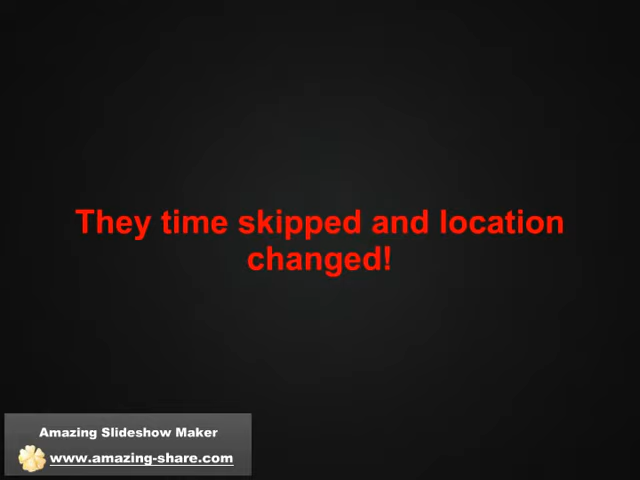 They time skipped and location
changed!
Amazing Slideshow Maker
www.amazing-share.com